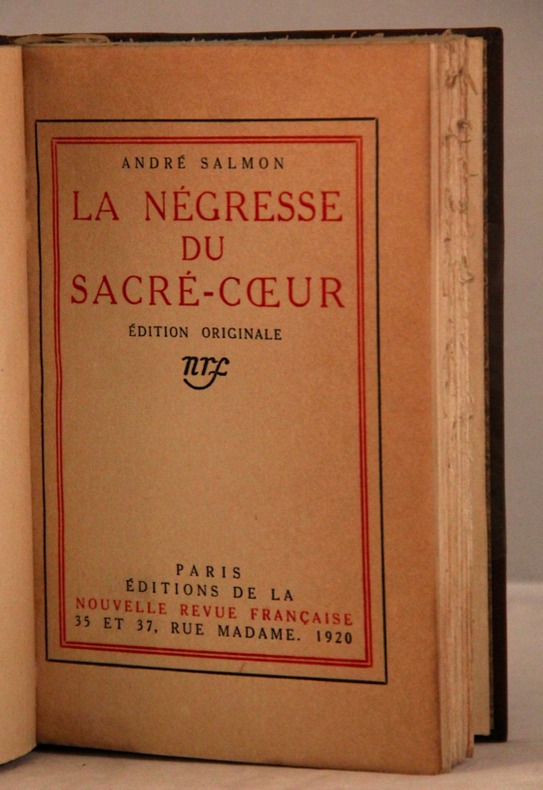 ANDRÉ SALMON
LA NÉGRESSE
DU
SACRÉ-CŒUR
ÉDITION ORIGINALE
nrf
PARIS
ÉDITIONS DE LA
NOUVELLE REVUE FRANÇAISE
35 ET 37, RUE MADAME. 1920